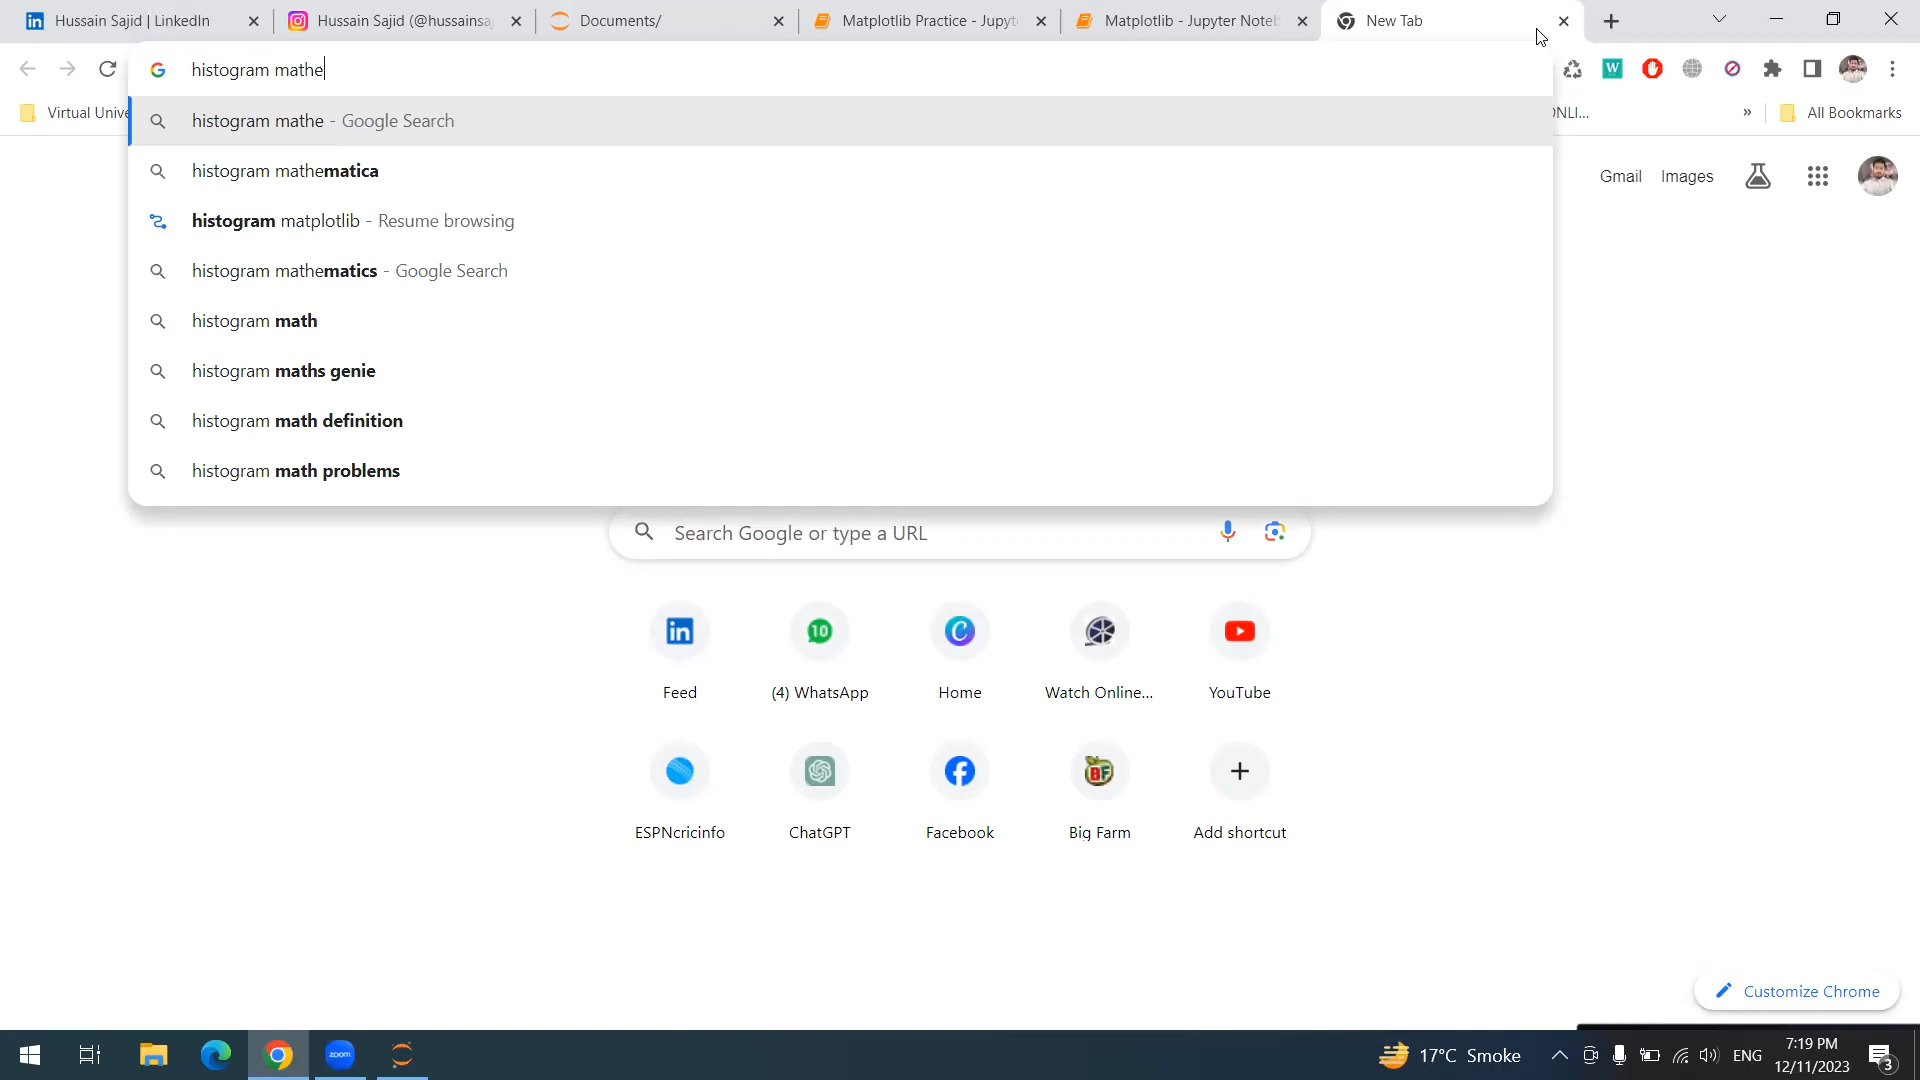 Hussain Sajid | LinkedIn
Hussain Sajid (@hussainsaj
Documents/
Matplotlib Practice - Jupyt
Matplotlib - Jupyter Noteb
New Tab
histogram mathe
Virtual Unive
ONLI...
»
All Bookmarks
histogram mathe - Google Search
histogram mathematica
histogram matplotlib - Resume browsing
histogram mathematics - Google Search
histogram math
histogram maths genie
histogram math definition
histogram math problems
Gmail
Images
Search Google or type a URL
Feed
(4) WhatsApp
Home
Watch Online...
YouTube
ESPNcricinfo
ChatGPT
Facebook
Big Farm
Add shortcut
Customize Chrome
zoom
17°C Smoke
ENG
7:19 PM
12/11/2023
3